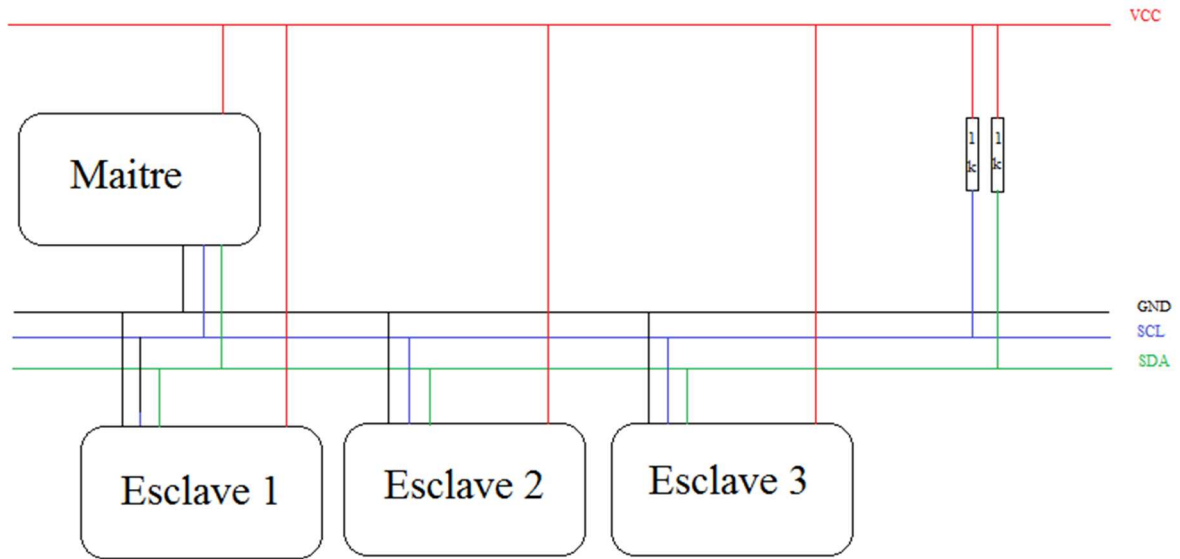 VCC
1
k
1
k
Maitre
GND
SCL
SDA
Esclave 1
Esclave 2
Esclave 3